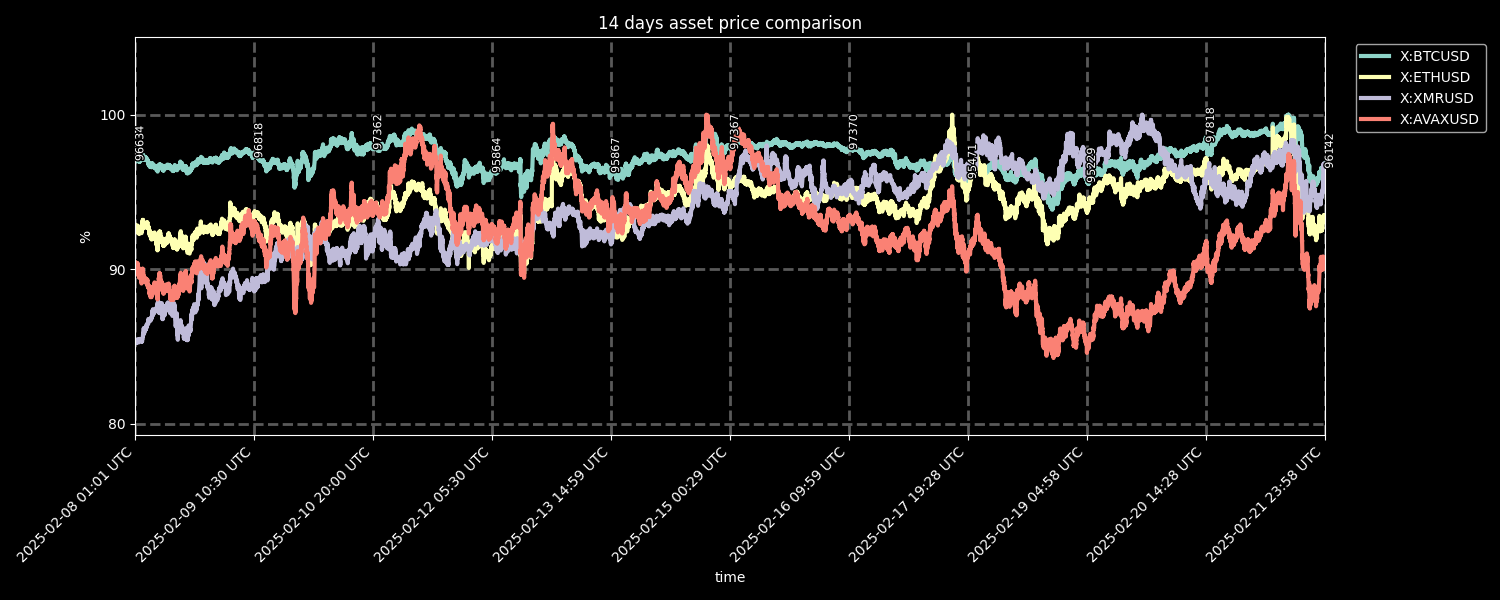 14 days asset price comparison
X:BTCUSD
X:ETHUSD
X:XMRUSD
X:AVAXUSD
100
90
80
%
96634
96818
97362
95864
95867
97367
97370
95471
95229
97818
96142
2025-02-08 01:01 UTC
2025-02-09 10:30 UTC
2025-02-10 20:00 UTC
2025-02-12 05:30 UTC
2025-02-13 14:59 UTC
2025-02-15 00:29 UTC
2025-02-16 09:59 UTC
2025-02-17 19:28 UTC
2025-02-19 04:58 UTC
2025-02-20 14:28 UTC
2025-02-21 23:58 UTC
time